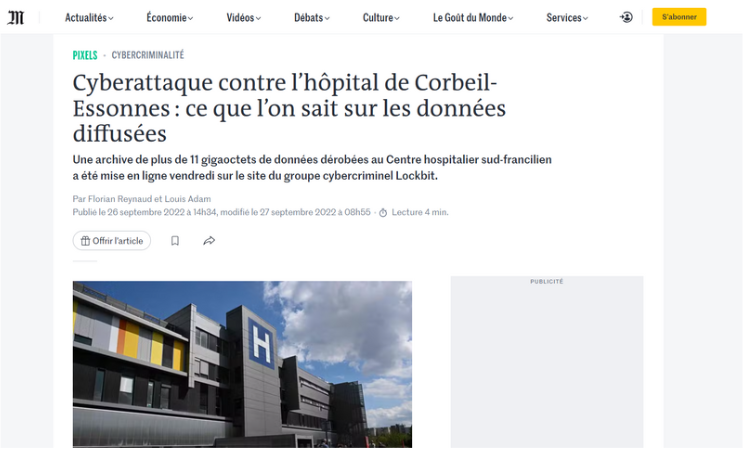 M
Actualités Économie Vidéos Débats Culture Le Goût du Monde Services S'abonner
PIXELS · CYBERCRIMINALITÉ
Cyberattaque contre l'hôpital de Corbeil-
Essonnes : ce que l'on sait sur les données
diffusées
Une archive de plus de 11 gigaoctets de données dérobées au Centre hospitalier sud-francilien
a été mise en ligne vendredi sur le site du groupe cybercriminel Lockbit.
Par Florian Reynaud et Louis Adam
Publié le 26 septembre 2022 à 14h34, modifié le 27 septembre 2022 à 08h55 · Lecture 4 min.
Offrir l'article
PUBLICITÉ
H